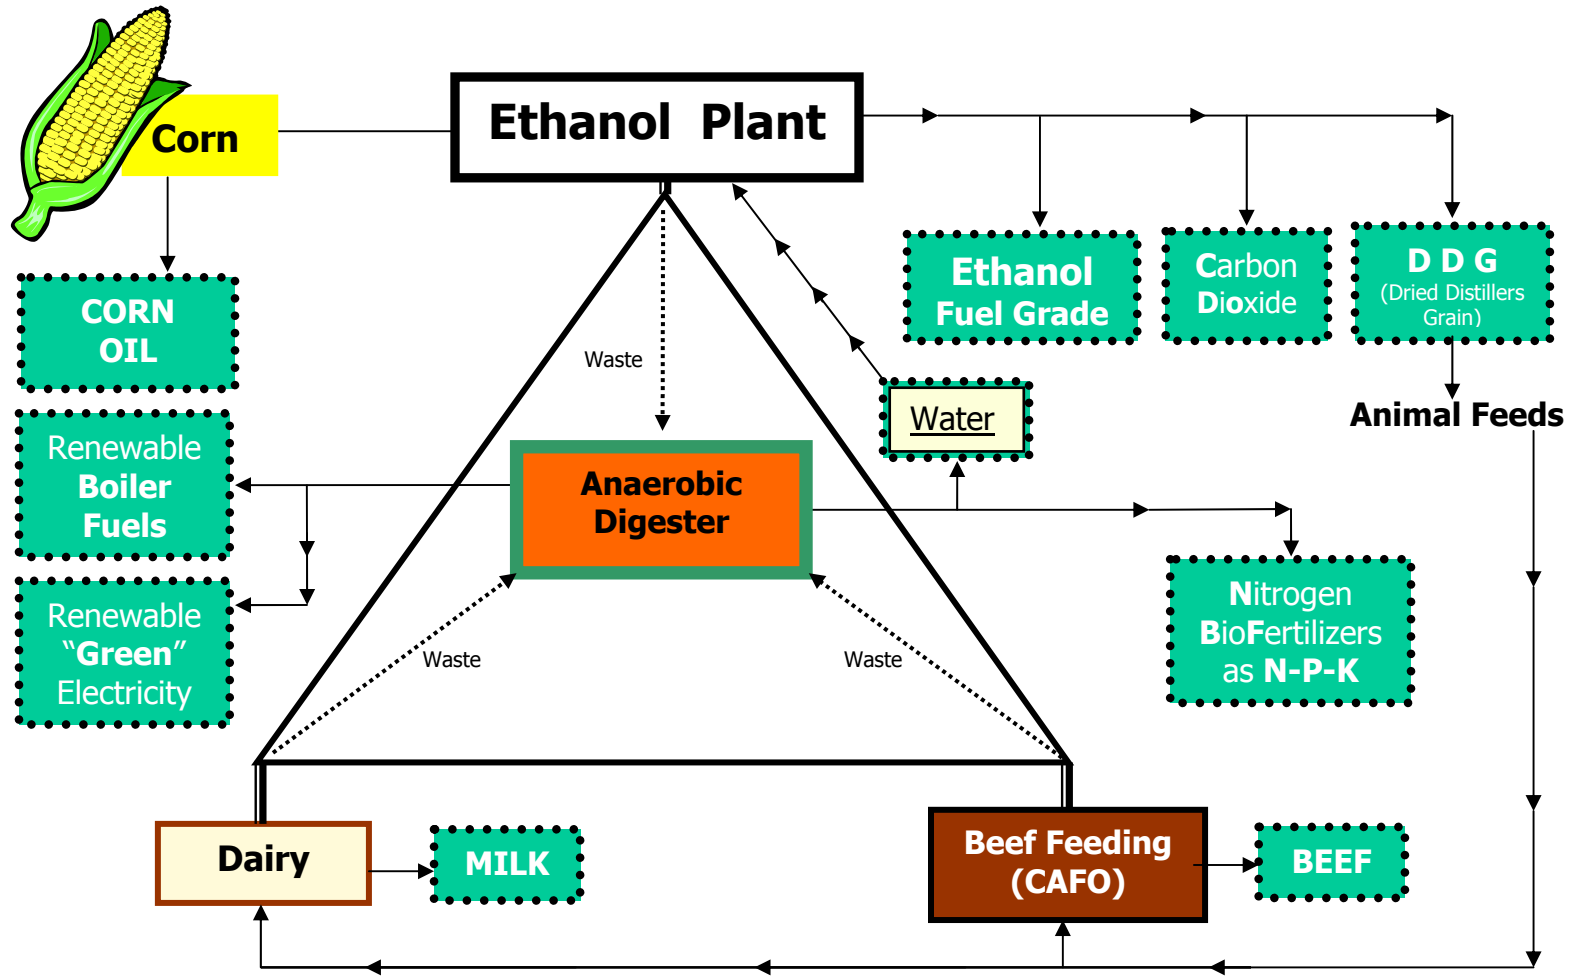 Corn
Ethanol Plant
CORN
OIL
Ethanol
Fuel Grade
Carbon
Dioxide
D D G
(Dried Distillers
Grain)
Waste
Water
Animal Feeds
Renewable
Boiler
Fuels
Anaerobic
Digester
Renewable
“Green”
Electricity
Waste
Waste
Nitrogen
BioFertilizers
as N-P-K
Dairy
MILK
Beef Feeding
(CAFO)
BEEF